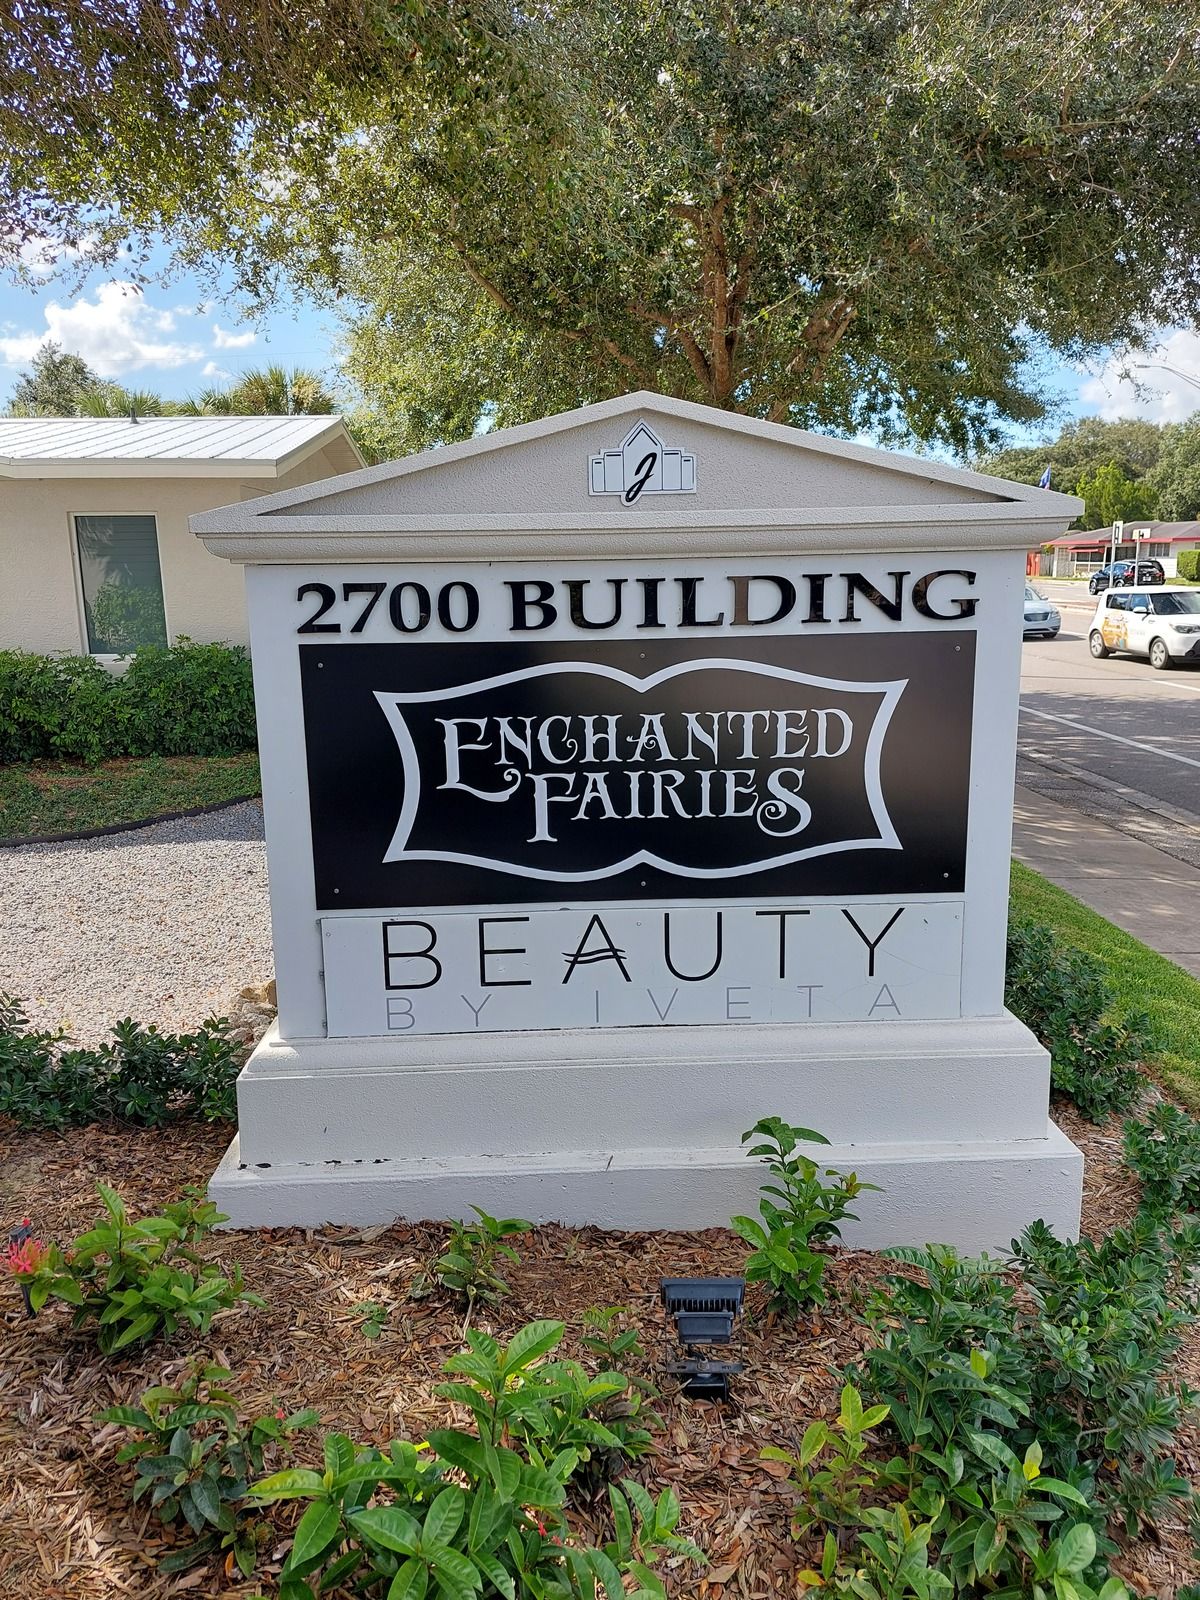 J
2700 BUILDING
ENCHANTED
FAIRIES
BEAUTY
BY IVETA